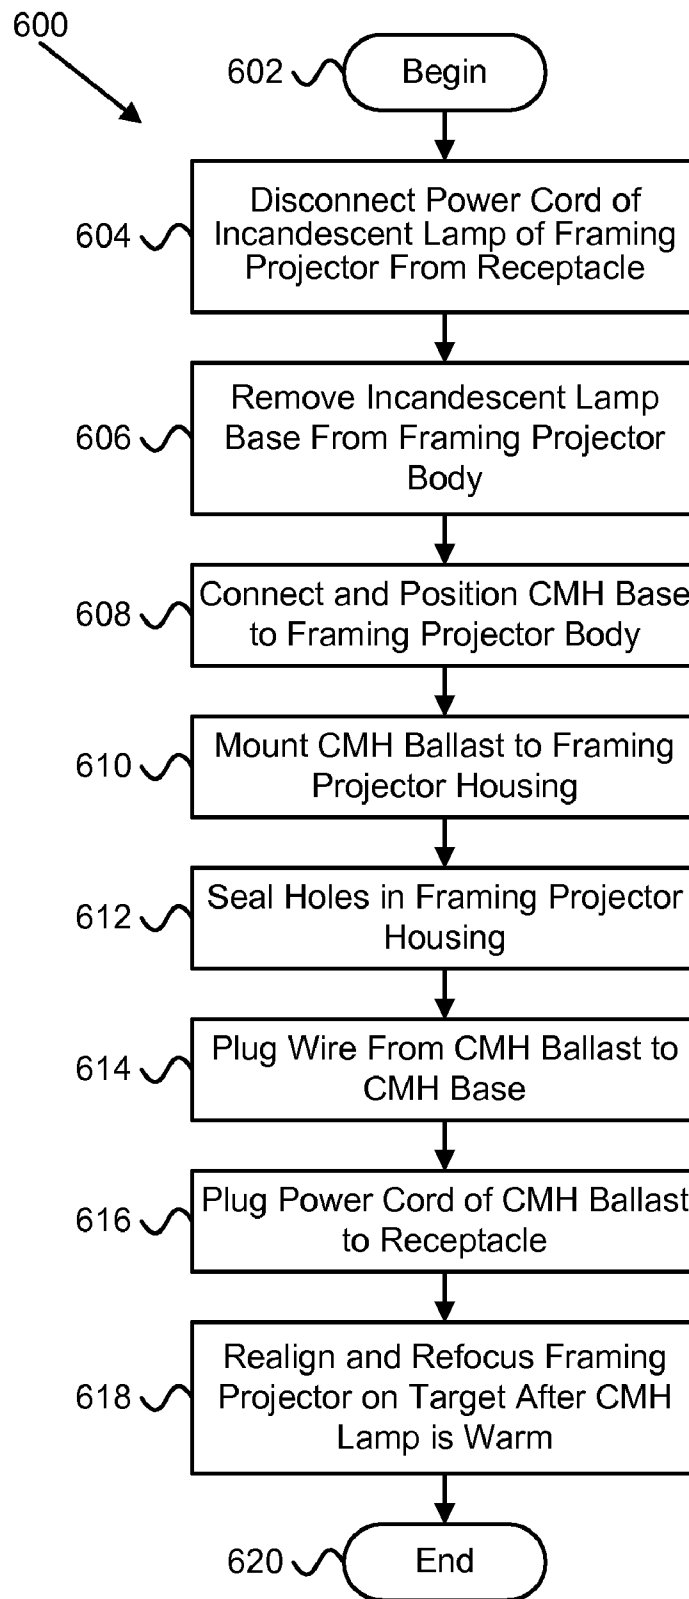 600
602
Begin
604
Disconnect Power Cord of
Incandescent Lamp of Framing
Projector From Receptacle
606
Remove Incandescent Lamp
Base From Framing Projector
Body
608
Connect and Position CMH Base
to Framing Projector Body
610
Mount CMH Ballast to Framing
Projector Housing
612
Seal Holes in Framing Projector
Housing
614
Plug Wire From CMH Ballast to
CMH Base
616
Plug Power Cord of CMH Ballast
to Receptacle
618
Realign and Refocus Framing
Projector on Target After CMH
Lamp is Warm
620
End